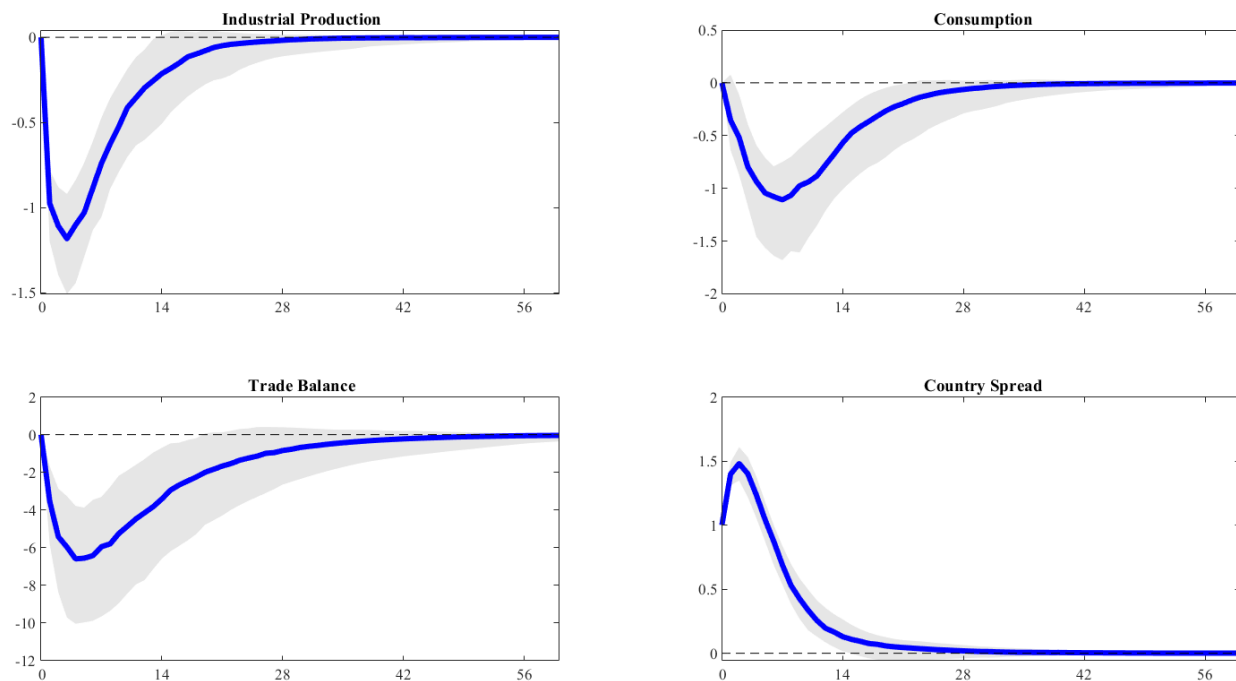 Industrial Production
0
-0.5
-1
-1.5
0 14 28 42 56
Consumption
0.5
0
-0.5
-1
-1.5
-2
0 14 28 42 56
Trade Balance
2
0
-2
-4
-6
-8
-10
-12
0 14 28 42 56
Country Spread
2
1.5
1
0.5
0
0 14 28 42 56